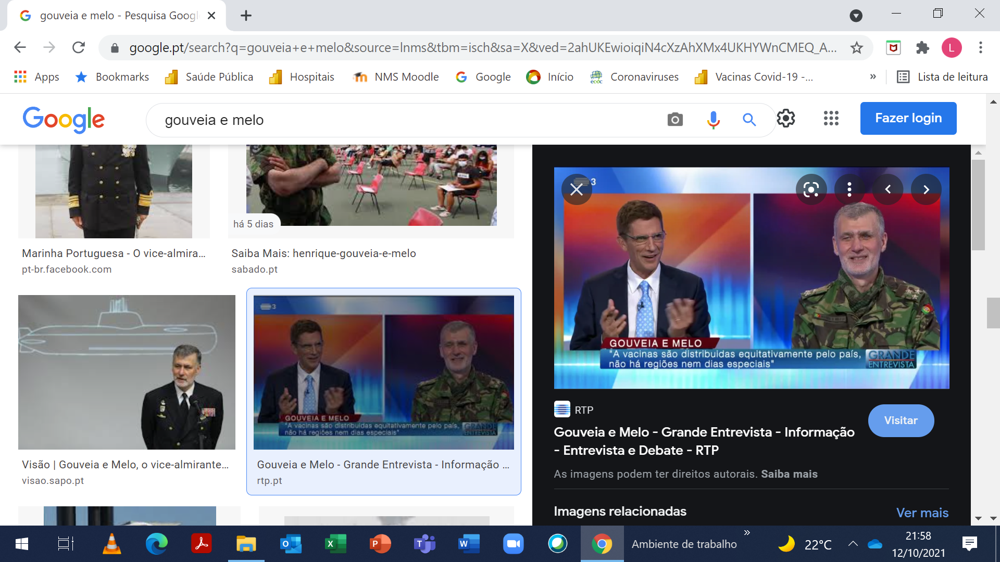 gouveia e melo - Pesquisa Googl
google.pt/search?q=gouveia+e+melo&source=lnms&tbm=isch&sa=X&ved=2ahUKEwioiqiN4cXzAhXMx4UKHYWnCMEQ_A...
L
Apps
Bookmarks
Saúde Pública
Hospitais
NMS Moodle
Google
Início
ecdc
Coronaviruses
Vacinas Covid-19 -...
»
Lista de leitura
Google
gouveia e melo
Fazer login
há 5 dias
Marinha Portuguesa - O vice-almira...
pt-br.facebook.com
Saiba Mais: henrique-gouveia-e-melo
sabado.pt
Visão | Gouveia e Melo, o vice-almirante...
visao.sapo.pt
3
GOUVEIA E MELO
"A vacinas são distribuidas equitativamente pelo país,
não há regiões nem dias especiais"
GRANDE
ENTREVISTA
Gouveia e Melo - Grande Entrevista - Informação ...
rtp.pt
3
GOUVEIA E MELO
"A vacinas são distribuidas equitativamente pelo país,
não há regiões nem dias especiais"
GRANDE
ENTREVISTA
RTP
Visitar
Gouveia e Melo - Grande Entrevista - Informação
- Entrevista e Debate - RTP
As imagens podem ter direitos autorais. Saiba mais
Imagens relacionadas
Ver mais
Ambiente de trabalho
»
22°C
21:58
12/10/2021